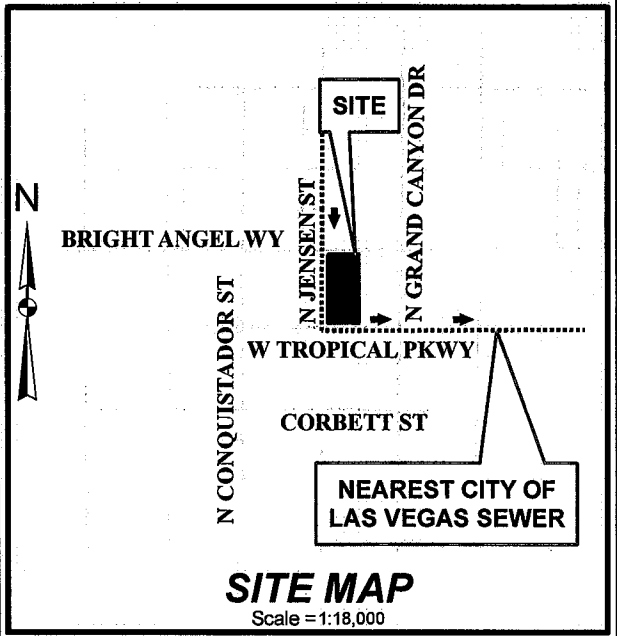 SITE
N GRAND CANYON DR
N JENSEN ST
N
BRIGHT ANGEL WY
N CONQUISTADOR ST
W TROPICAL PKWY
CORBETT ST
NEAREST CITY OF
LAS VEGAS SEWER
SITE MAP
Scale = 1:18,000